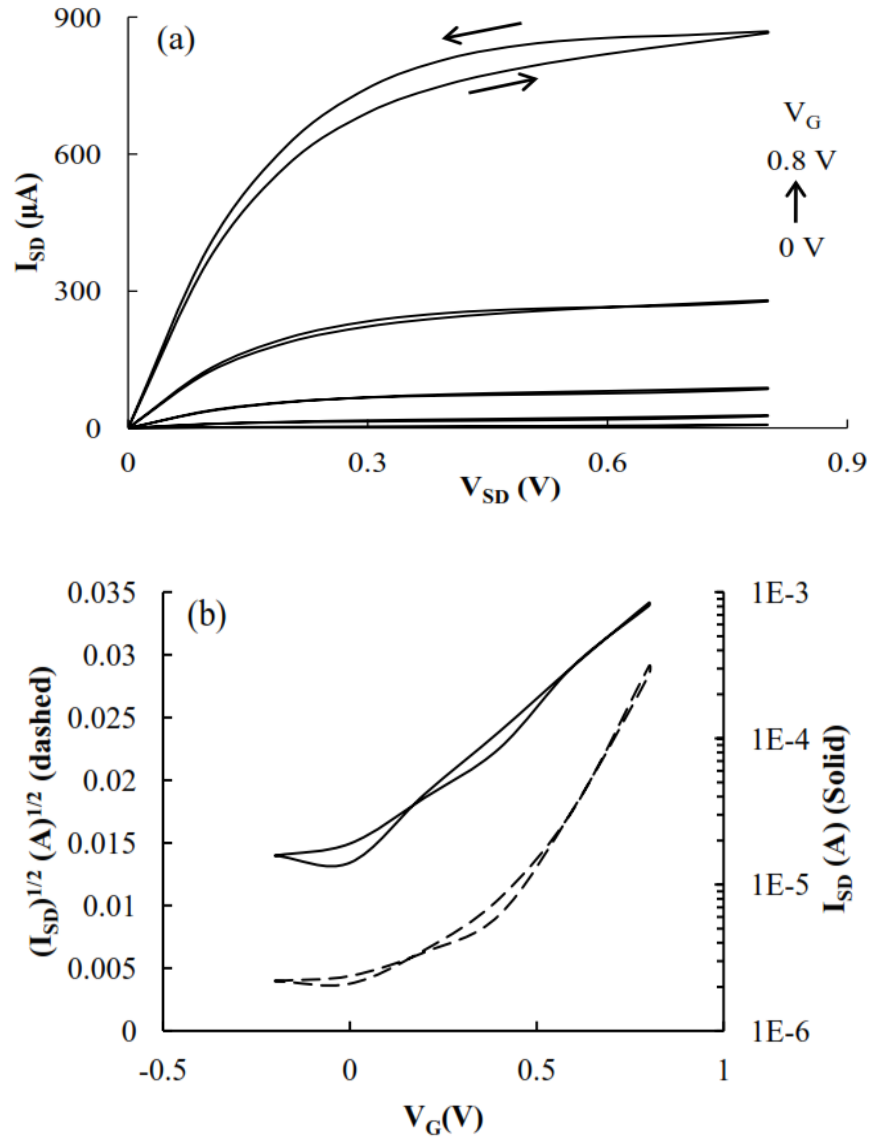 (a)
I_SD (µA)
900
600
300
0
0
0.3
0.6
0.9
V_SD (V)
V_G
0.8 V
0 V
(b)
(I_SD)^1/2 (A)^1/2 (dashed)
0.035
0.03
0.025
0.02
0.015
0.01
0.005
0
-0.5
0
0.5
1
V_G(V)
1E-3
1E-4
1E-5
1E-6
I_SD (A) (Solid)